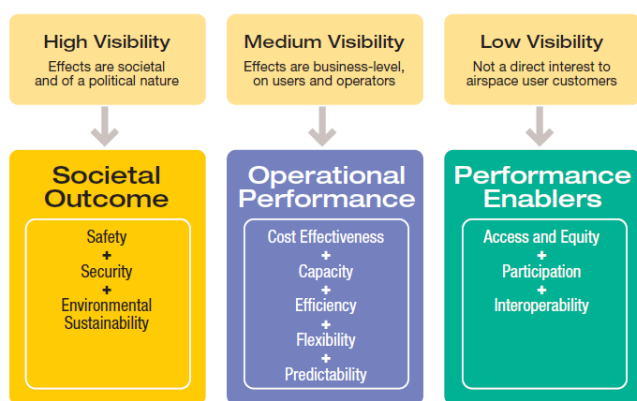 High Visibility
Effects are societal
and of a political nature
Medium Visibility
Effects are business-level,
on users and operators
Low Visibility
Not a direct interest to
airspace user customers
Societal
Outcome
Safety
+
Security
+
Environmental
Sustainability
Operational
Performance
Cost Effectiveness
+
Capacity
+
Efficiency
+
Flexibility
+
Predictability
Performance
Enablers
Access and Equity
+
Participation
+
Interoperability